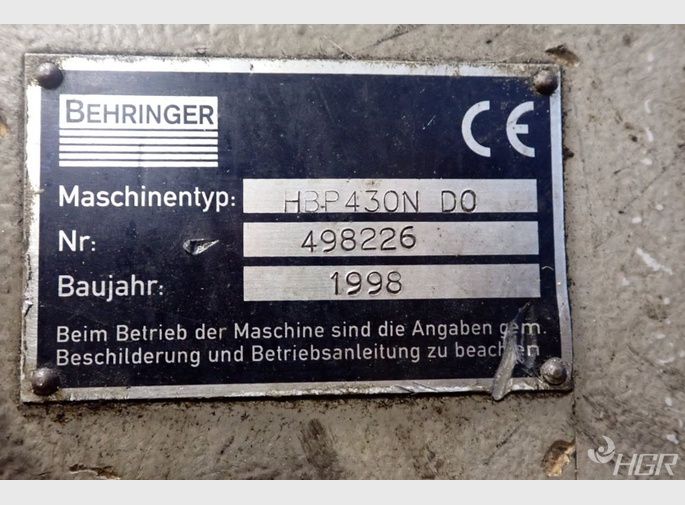 BEHRINGER
CE
Maschinentyp: HBP430N DO
Nr: 498226
Baujahr: 1998
Beim Betrieb der Maschine sind die Angaben gem.
Beschilderung und Betriebsanleitung zu beachten
HGR